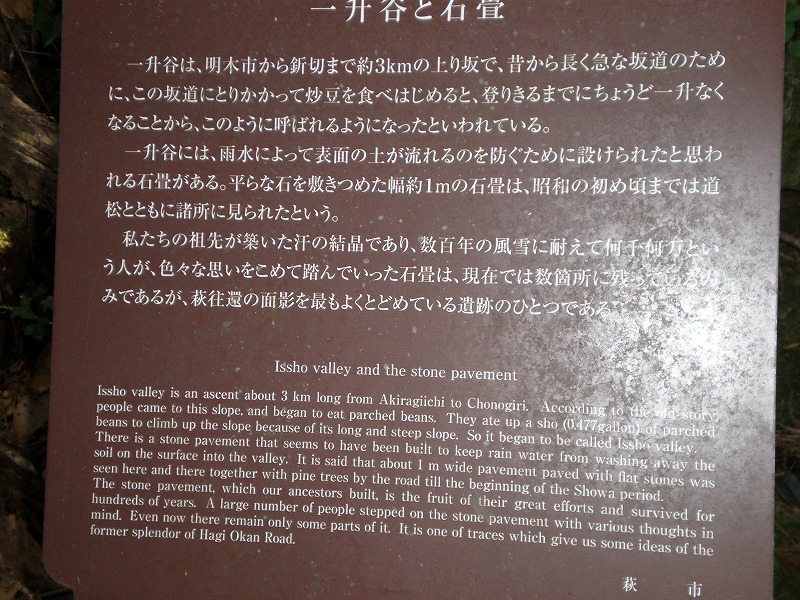 一升谷と石畳
一升谷は、明木市から釿切まで約3kmの上り坂で、昔から長く急な坂道のため
に、この坂道にとりかかって炒豆を食べはじめると、登りきるまでにちょうど一升なく
なることから、このように呼ばれるようになったといわれている。
一升谷には、雨水によって表面の土が流れるのを防ぐために設けられたと思わ
れる石畳がある。平らな石を敷きつめた幅約1mの石畳は、昭和の初め頃までは道
松とともに諸所に見られたという。
私たちの祖先が築いた汗の結晶であり、数百年の風雪に耐えて何千何万とい
う人が、色々な思いをこめて踏んでいった石畳は、現在では数箇所に残っているの
みであるが、萩往還の面影を最もよくとどめている遺跡のひとつである
Issho valley and the stone pavement
Issho valley is an ascent about 3 km long from Akiragiichi to Chonogiri. According to the old story,
people came to this slope, and began to eat parched beans. They ate up a sho (0.477gallon) of parched
beans to climb up the slope because of its long and steep slope. So it began to be called Issho valley.
There is a stone pavement that seems to have been built to keep rain water from washing away the
soil on the surface into the valley. It is said that about 1 m wide pavement paved with flat stones was
seen here and there together with pine trees by the road till the beginning of the Showa period.
The stone pavement, which our ancestors built, is the fruit of their great efforts and survived for
hundreds of years. A large number of people stepped on the stone pavement with various thoughts in
mind. Even now there remain only some parts of it. It is one of traces which give us some ideas of the
former splendor of Hagi Okan Road.
萩 市